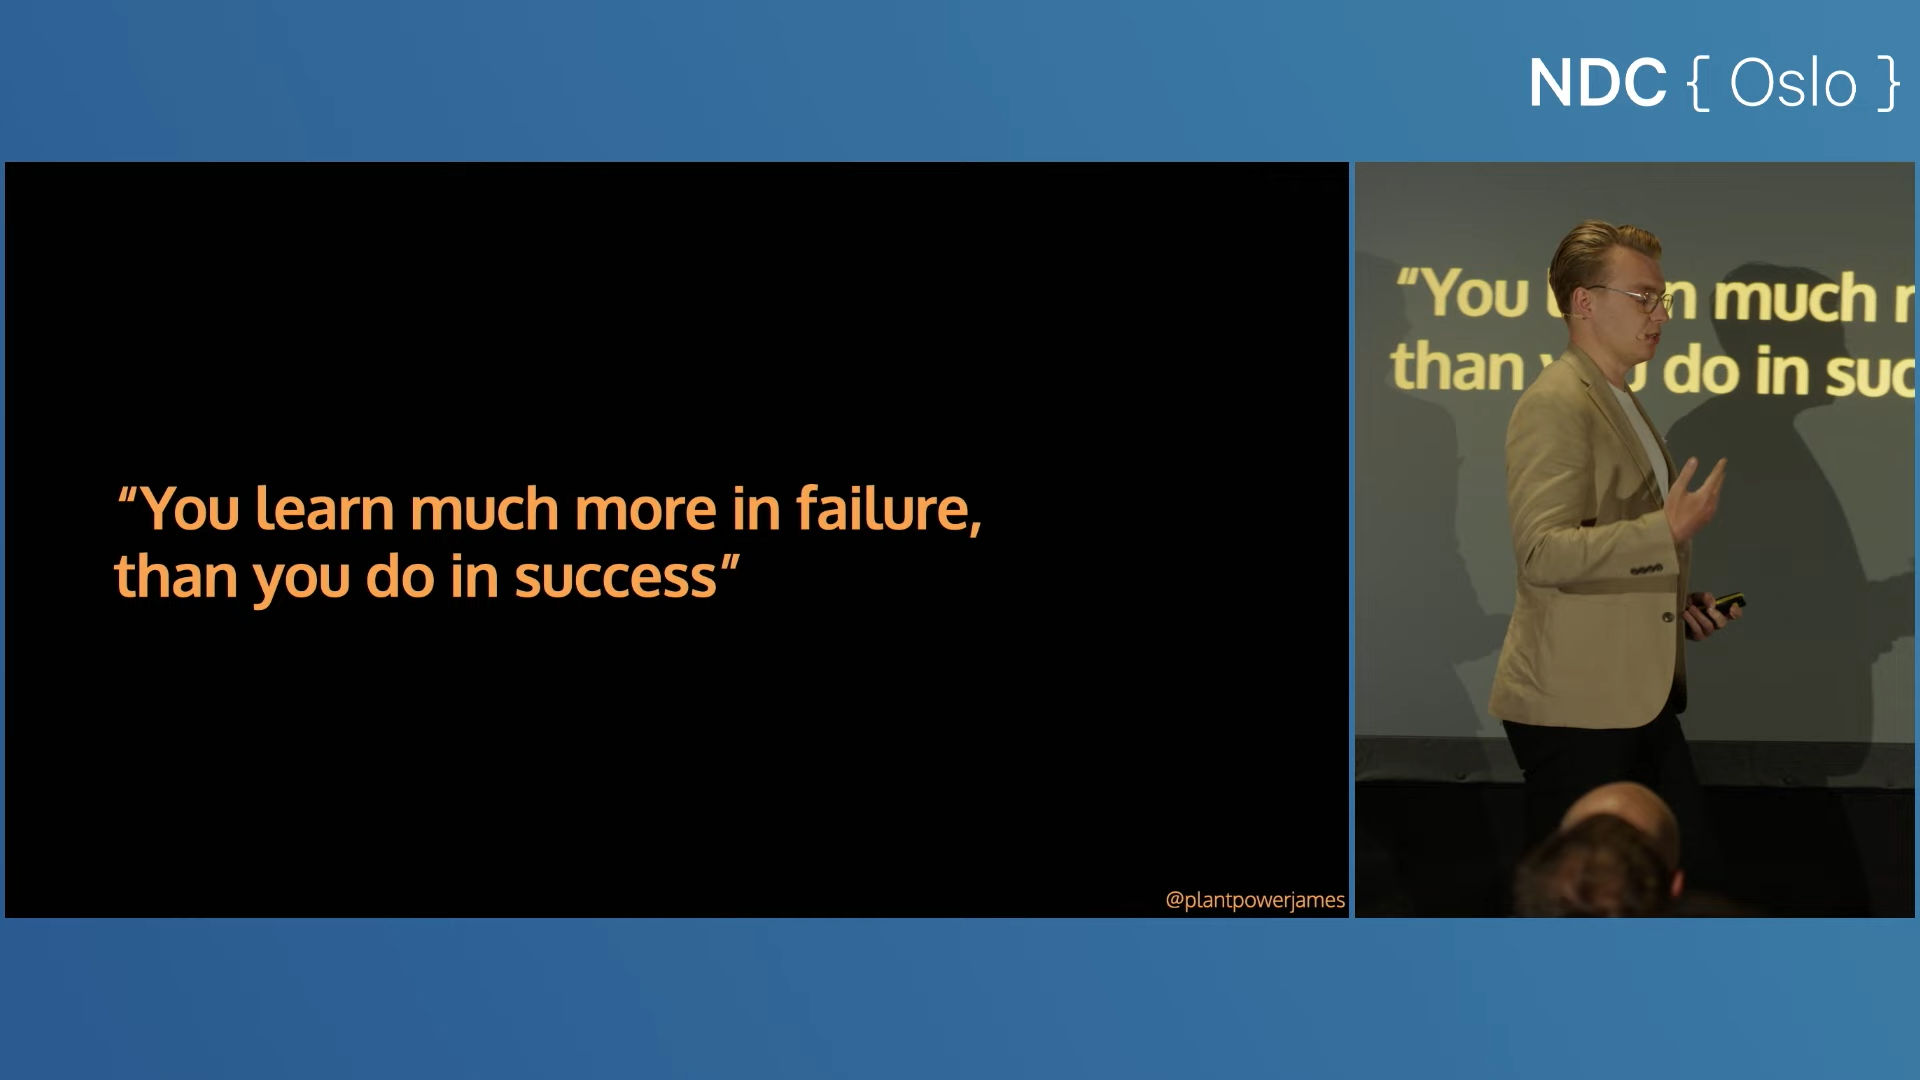 NDC { Oslo }
“You learn much more in failure,
than you do in success”
@plantpowerjames
“You n much
than do in suc